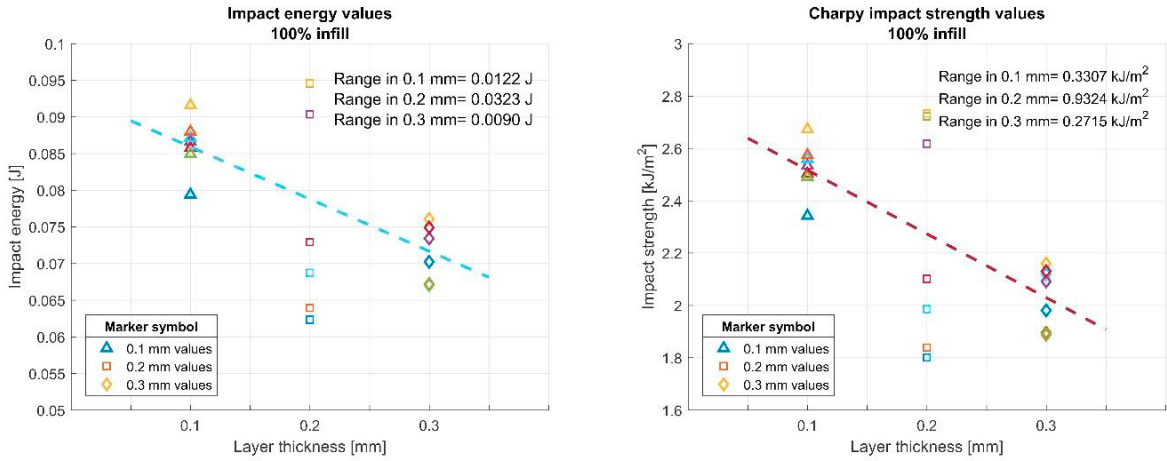 Impact energy values
100% infill
Range in 0.1 mm= 0.0122 J
Range in 0.2 mm= 0.0323 J
Range in 0.3 mm= 0.0090 J
Impact energy [J]
0.1
0.095
0.09
0.085
0.08
0.075
0.07
0.065
0.06
0.055
0.05
Marker symbol
0.1 mm values
0.2 mm values
0.3 mm values
0.1 0.2 0.3
Layer thickness [mm]
Charpy impact strength values
100% infill
Range in 0.1 mm= 0.3307 kJ/m²
Range in 0.2 mm= 0.9324 kJ/m²
Range in 0.3 mm= 0.2715 kJ/m²
Impact strength [kJ/m²]
3
2.8
2.6
2.4
2.2
2
1.8
1.6
Marker symbol
0.1 mm values
0.2 mm values
0.3 mm values
0.1 0.2 0.3
Layer thickness [mm]